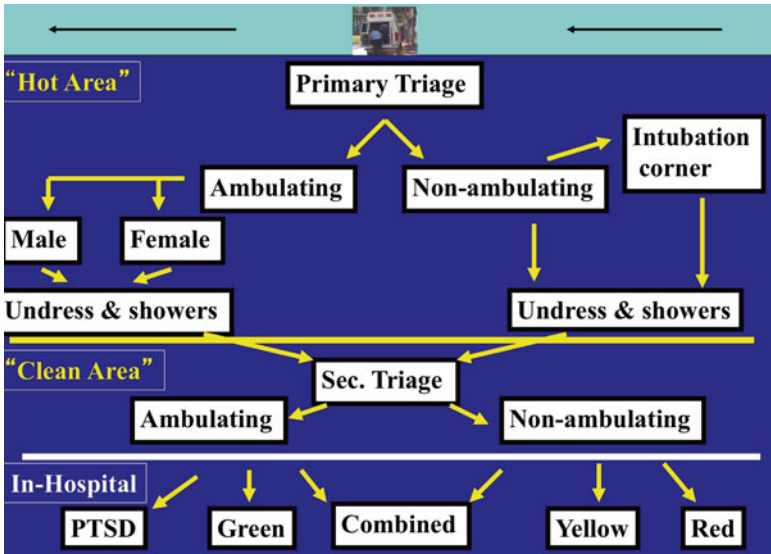 “Hot Area”
Primary Triage
Intubation
corner
Ambulating
Non-ambulating
Male
Female
Undress & showers
Undress & showers
“Clean Area”
Sec. Triage
Ambulating
Non-ambulating
In-Hospital
PTSD
Green
Combined
Yellow
Red